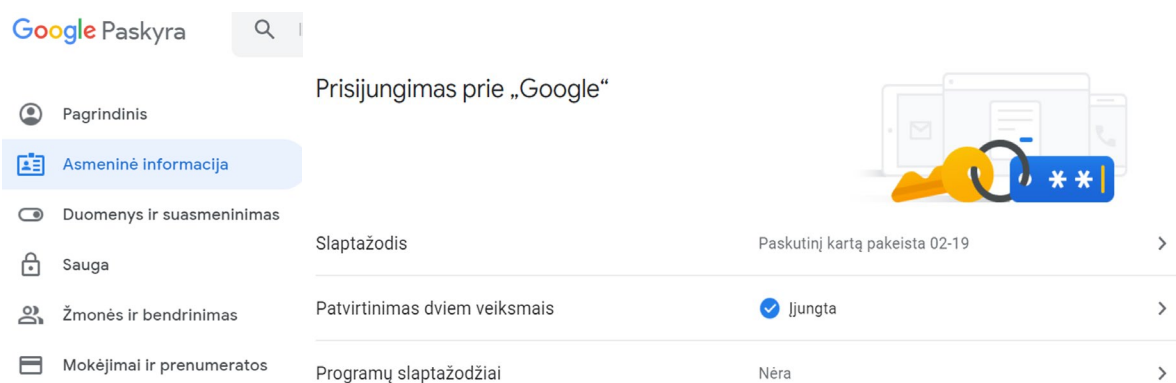 Google Paskyra
Pagrindinis
Asmeninė informacija
Duomenys ir suasmeninimas
Sauga
Žmonės ir bendrinimas
Mokėjimai ir prenumeratos
Prisijungimas prie „Google“
**
Slaptažodis Paskutinį kartą pakeista 02-19
Patvirtinimas dviem veiksmais Įjungta
Programų slaptažodžiai Nėra